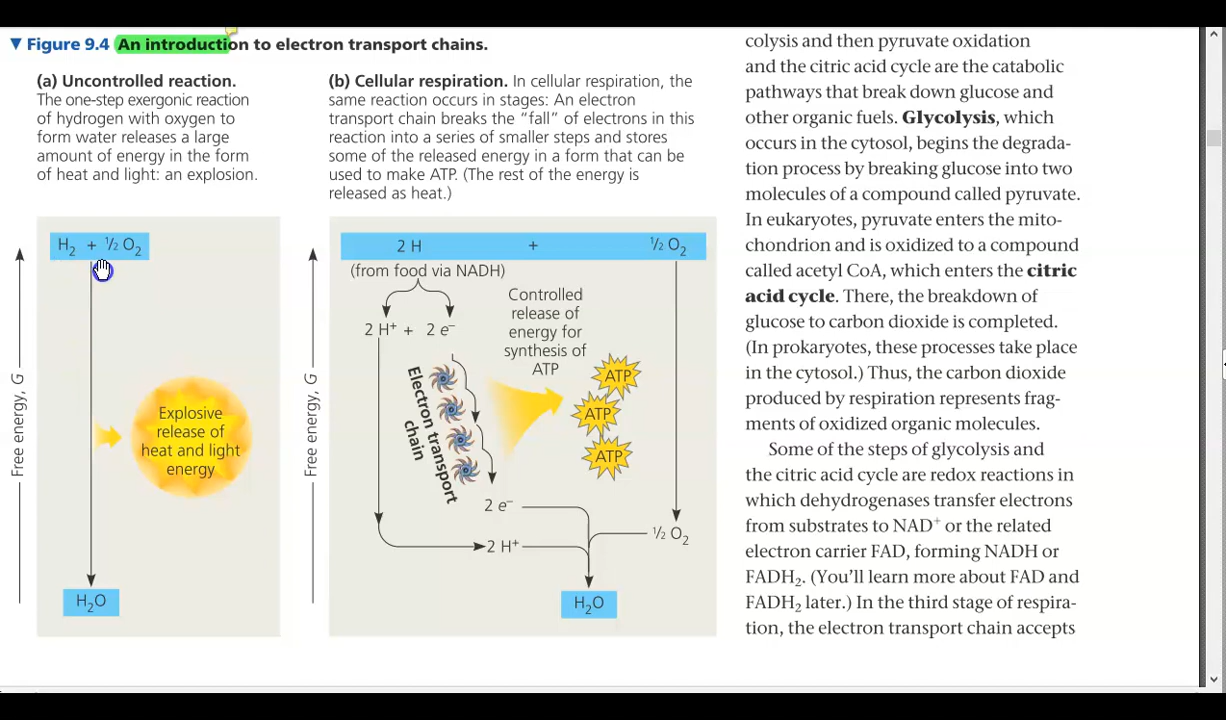 ▼ Figure 9.4 An introduction to electron transport chains.
(a) Uncontrolled reaction.
The one-step exergonic reaction
of hydrogen with oxygen to
form water releases a large
amount of energy in the form
of heat and light: an explosion.
(b) Cellular respiration. In cellular respiration, the
same reaction occurs in stages: An electron
transport chain breaks the “fall” of electrons in this
reaction into a series of smaller steps and stores
some of the released energy in a form that can be
used to make ATP. (The rest of the energy is
released as heat.)
H₂ + ½ O₂
Free energy, G
Explosive
release of
heat and light
energy
H₂O
2 H + ½ O₂
(from food via NADH)
2 H⁺ + 2 e⁻
Controlled
release of
energy for
synthesis of
ATP
Free energy, G
Electron transport
chain
ATP
ATP
ATP
2 e⁻
½ O₂
2 H⁺
H₂O
colysis and then pyruvate oxidation
and the citric acid cycle are the catabolic
pathways that break down glucose and
other organic fuels. Glycolysis, which
occurs in the cytosol, begins the degrada-
tion process by breaking glucose into two
molecules of a compound called pyruvate.
In eukaryotes, pyruvate enters the mito-
chondrion and is oxidized to a compound
called acetyl CoA, which enters the citric
acid cycle. There, the breakdown of
glucose to carbon dioxide is completed.
(In prokaryotes, these processes take place
in the cytosol.) Thus, the carbon dioxide
produced by respiration represents frag-
ments of oxidized organic molecules.
Some of the steps of glycolysis and
the citric acid cycle are redox reactions in
which dehydrogenases transfer electrons
from substrates to NAD⁺ or the related
electron carrier FAD, forming NADH or
FADH₂. (You’ll learn more about FAD and
FADH₂ later.) In the third stage of respira-
tion, the electron transport chain accepts